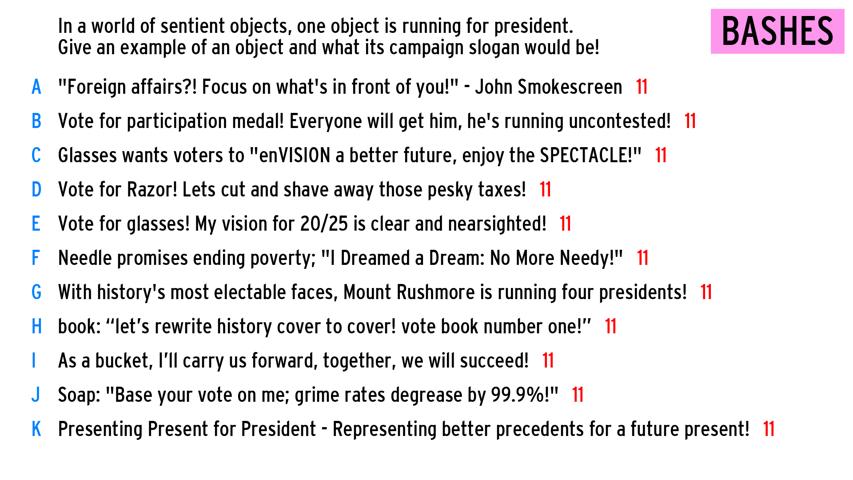 In a world of sentient objects, one object is running for president.
Give an example of an object and what its campaign slogan would be!
BASHES
A "Foreign affairs?! Focus on what's in front of you!" - John Smokescreen 11
B Vote for participation medal! Everyone will get him, he's running uncontested! 11
C Glasses wants voters to "enVISION a better future, enjoy the SPECTACLE!" 11
D Vote for Razor! Lets cut and shave away those pesky taxes! 11
E Vote for glasses! My vision for 20/25 is clear and nearsighted! 11
F Needle promises ending poverty; "I Dreamed a Dream: No More Needy!" 11
G With history's most electable faces, Mount Rushmore is running four presidents! 11
H book: “let’s rewrite history cover to cover! vote book number one!” 11
I As a bucket, I’ll carry us forward, together, we will succeed! 11
J Soap: "Base your vote on me; grime rates degrease by 99.9%!" 11
K Presenting Present for President - Representing better precedents for a future present! 11